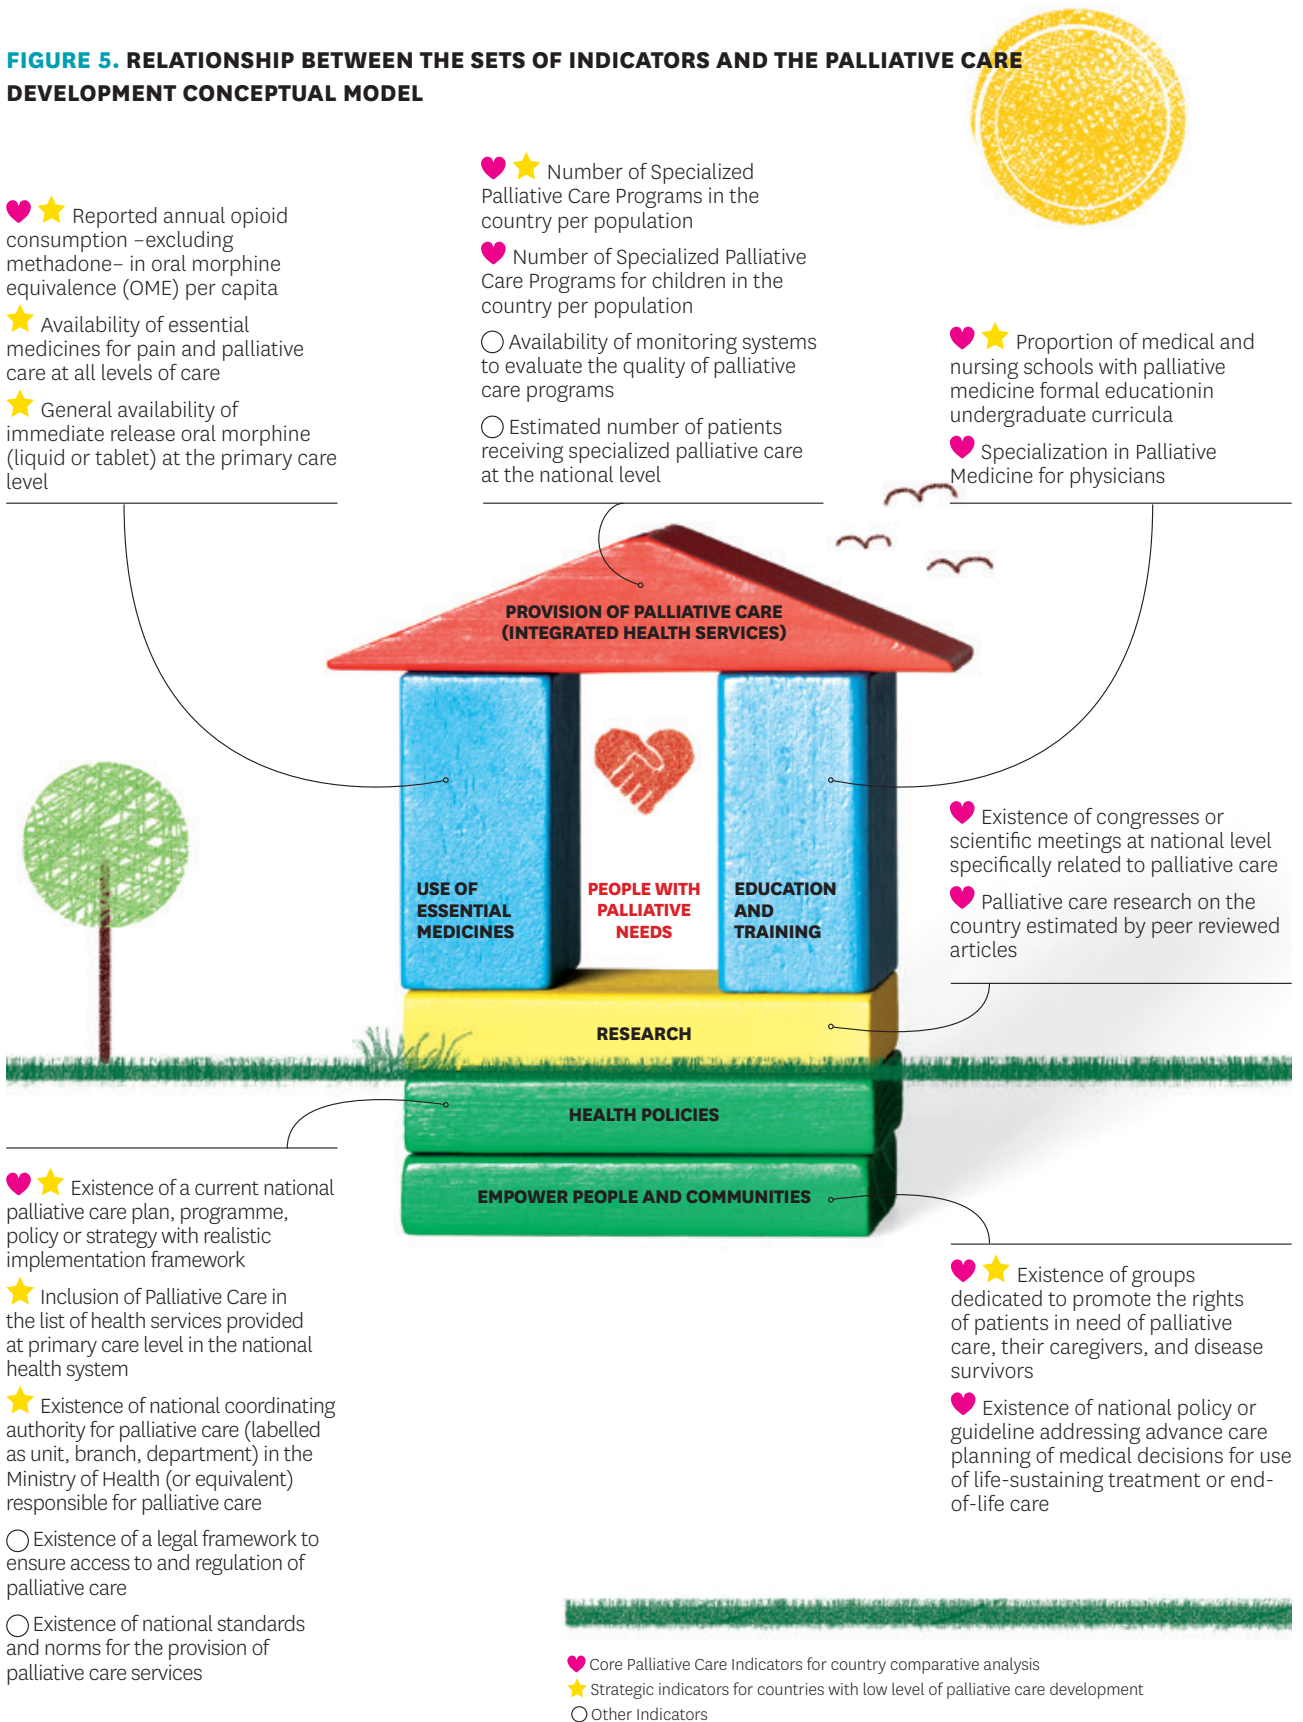 FIGURE 5. RELATIONSHIP BETWEEN THE SETS OF INDICATORS AND THE PALLIATIVE CARE
DEVELOPMENT CONCEPTUAL MODEL
Reported annual opioid
consumption –excluding
methadone– in oral morphine
equivalence (OME) per capita
Availability of essential
medicines for pain and palliative
care at all levels of care
General availability of
immediate release oral morphine
(liquid or tablet) at the primary care
level
Number of Specialized
Palliative Care Programs in the
country per population
Number of Specialized Palliative
Care Programs for children in the
country per population
Availability of monitoring systems
to evaluate the quality of palliative
care programs
Estimated number of patients
receiving specialized palliative care
at the national level
Proportion of medical and
nursing schools with palliative
medicine formal educationin
undergraduate curricula
Specialization in Palliative
Medicine for physicians
PROVISION OF PALLIATIVE CARE
(INTEGRATED HEALTH SERVICES)
USE OF
ESSENTIAL
MEDICINES
PEOPLE WITH
PALLIATIVE
NEEDS
EDUCATION
AND
TRAINING
Existence of congresses or
scientific meetings at national level
specifically related to palliative care
Palliative care research on the
country estimated by peer reviewed
articles
RESEARCH
HEALTH POLICIES
EMPOWER PEOPLE AND COMMUNITIES
Existence of a current national
palliative care plan, programme,
policy or strategy with realistic
implementation framework
Inclusion of Palliative Care in
the list of health services provided
at primary care level in the national
health system
Existence of national coordinating
authority for palliative care (labelled
as unit, branch, department) in the
Ministry of Health (or equivalent)
responsible for palliative care
Existence of a legal framework to
ensure access to and regulation of
palliative care
Existence of national standards
and norms for the provision of
palliative care services
Existence of groups
dedicated to promote the rights
of patients in need of palliative
care, their caregivers, and disease
survivors
Existence of national policy or
guideline addressing advance care
planning of medical decisions for use
of life-sustaining treatment or end-
of-life care
Core Palliative Care Indicators for country comparative analysis
Strategic indicators for countries with low level of palliative care development
Other Indicators